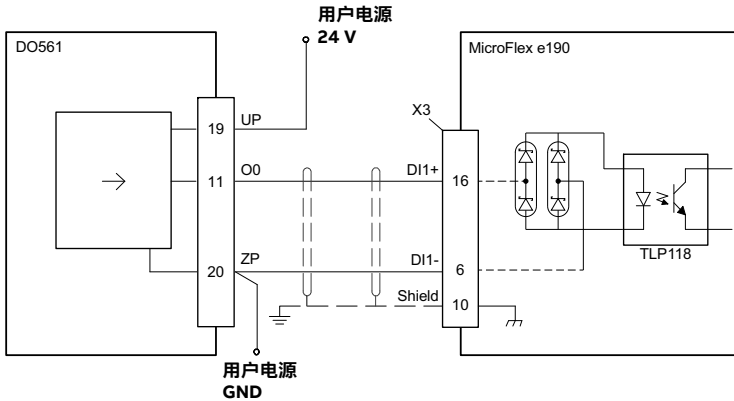 用户电源
24 V
DO561
MicroFlex e190
X3
19
UP
11
O0
DI1+
16
TLP118
20
ZP
DI1-
6
Shield
10
用户电源
GND